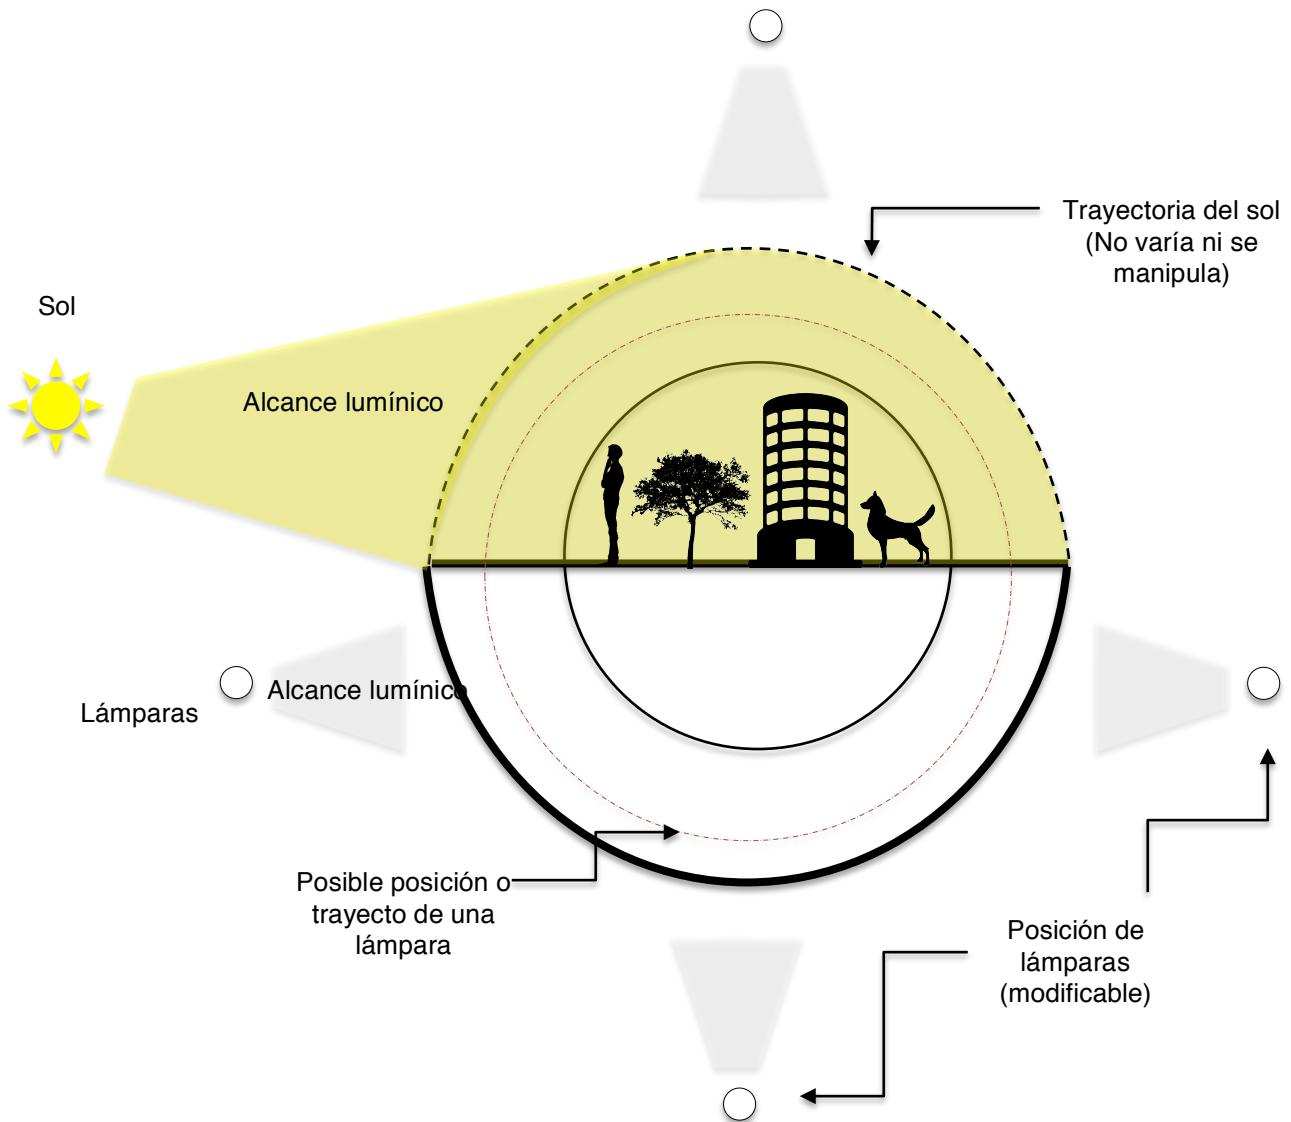 Trayectoria del sol
(No varía ni se
manipula)
Sol
Alcance lumínico
Alcance lumínico
Lámparas
Posible posición o
trayecto de una
lámpara
Posición de
lámparas
(modificable)